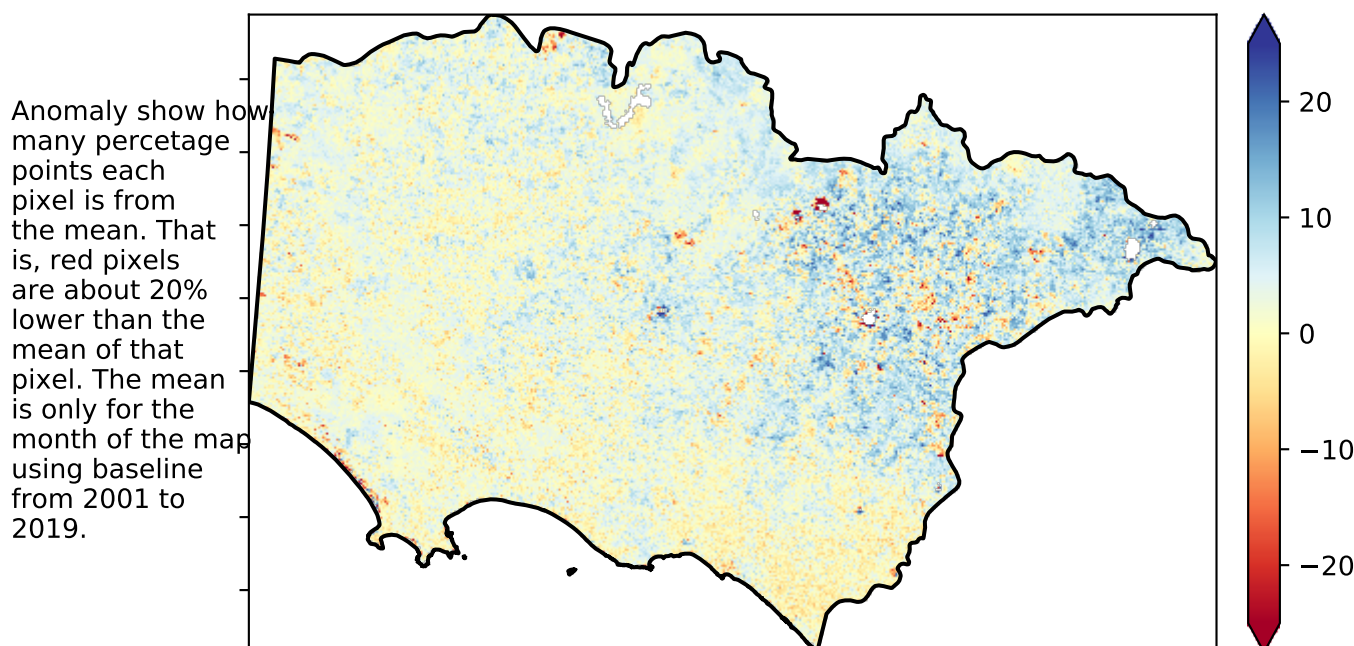 Anomaly show how
many percetage
points each
pixel is from
the mean. That
is, red pixels
are about 20%
lower than the
mean of that
pixel. The mean
is only for the
month of the map
using baseline
from 2001 to
2019.
20
10
0
−10
−20